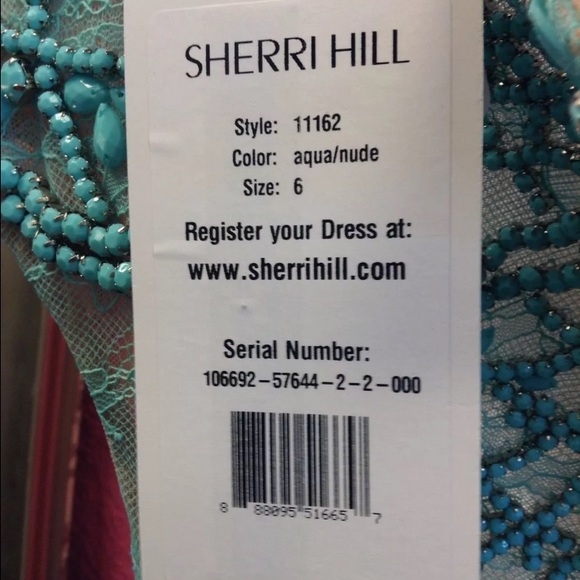 SHERRI HILL
Style: 11162
Color: aqua/nude
Size: 6
Register your Dress at:
www.sherrihill.com
Serial Number:
106692-57644-2-2-000
8 88095 51665 7